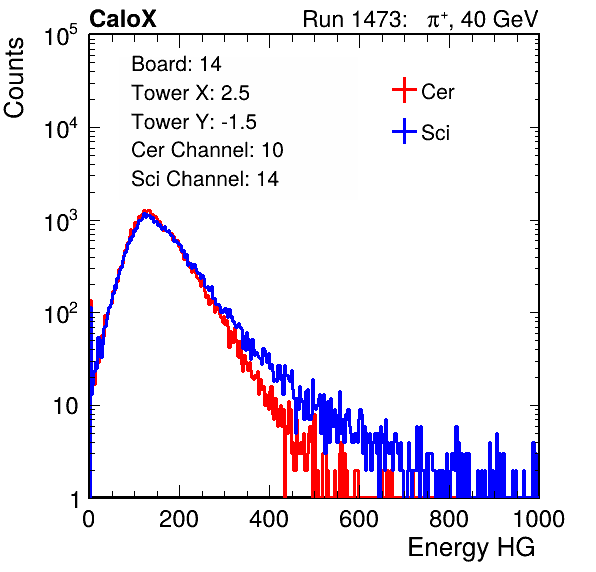 CaloX Run 1473: π⁺, 40 GeV
Counts
10⁵
10⁴
10³
10²
10
1
Board: 14
Tower X: 2.5
Tower Y: -1.5
Cer Channel: 10
Sci Channel: 14
Cer
Sci
0 200 400 600 800 1000
Energy HG